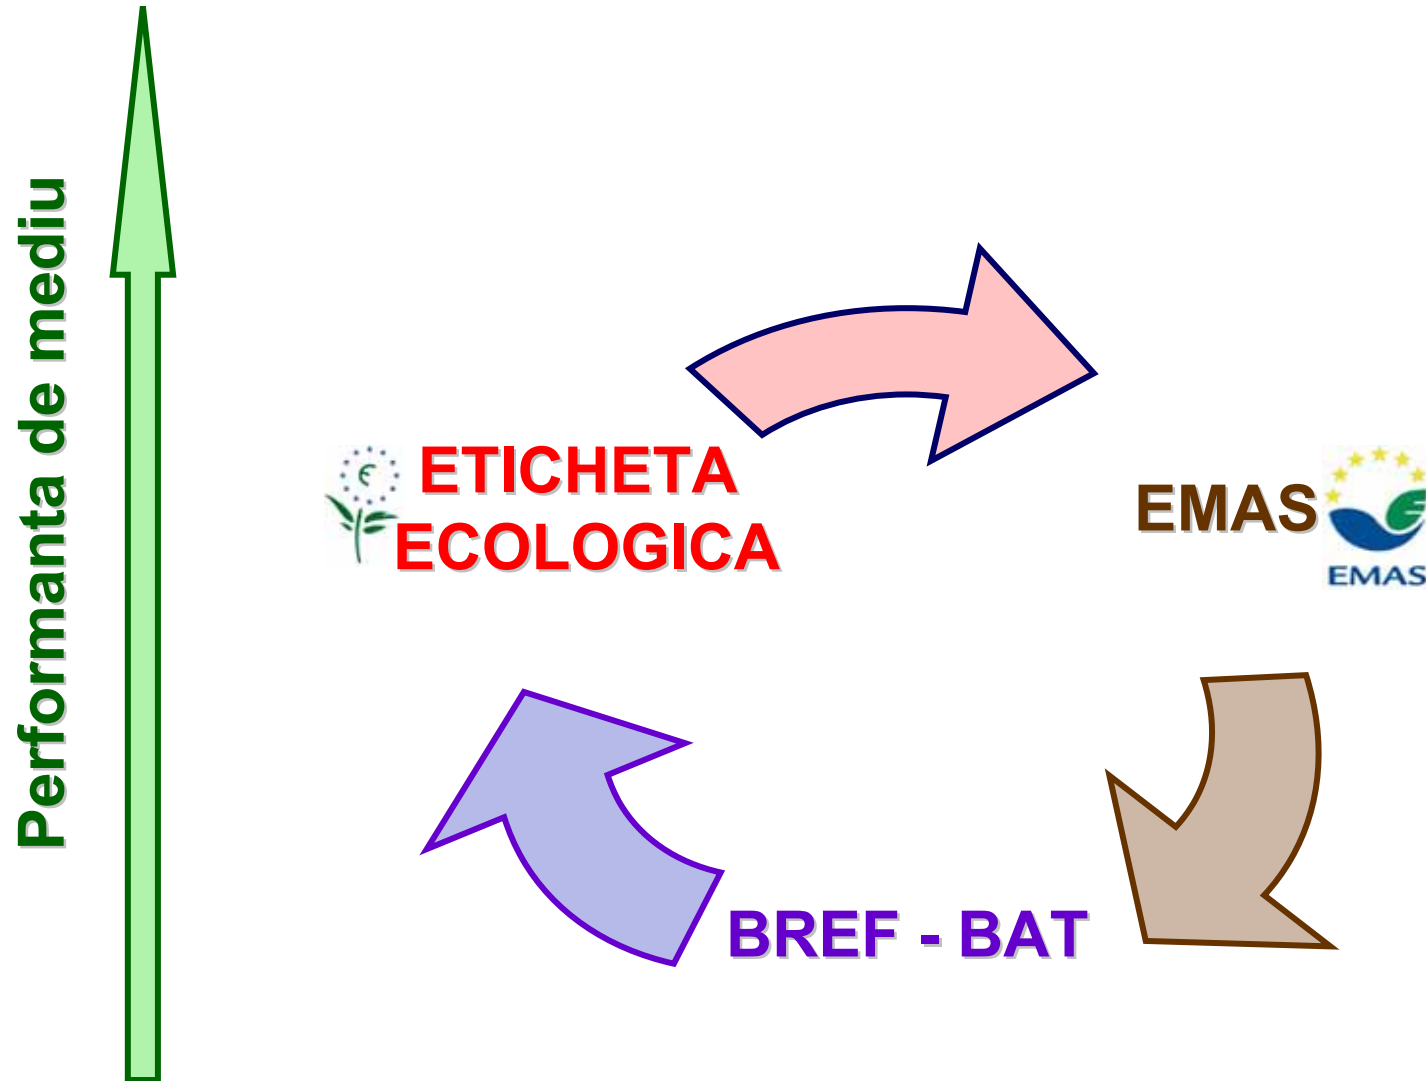 Performanta de mediu
ETICHETA
ECOLOGICA
EMAS
EMAS
BREF - BAT